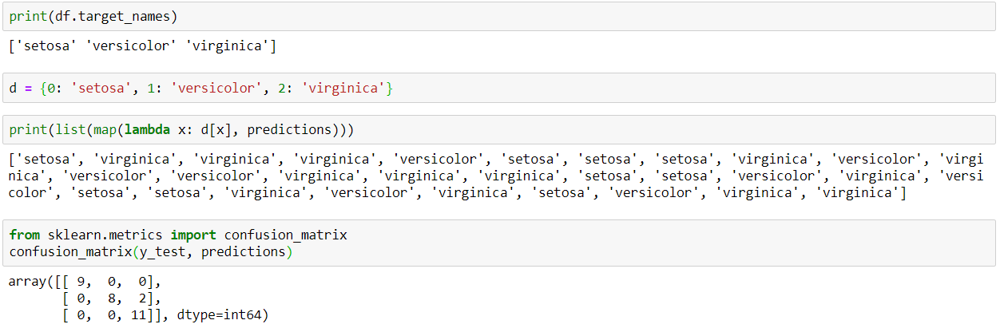 print(df.target_names)
['setosa' 'versicolor' 'virginica']
d = {0: 'setosa', 1: 'versicolor', 2: 'virginica'}
print(list(map(lambda x: d[x], predictions)))
['setosa', 'virginica', 'virginica', 'virginica', 'versicolor', 'setosa', 'setosa', 'setosa', 'virginica', 'versicolor', 'virgi
nica', 'versicolor', 'versicolor', 'virginica', 'virginica', 'virginica', 'setosa', 'setosa', 'versicolor', 'virginica', 'versi
color', 'setosa', 'setosa', 'virginica', 'versicolor', 'virginica', 'setosa', 'versicolor', 'virginica', 'virginica']
from sklearn.metrics import confusion_matrix
confusion_matrix(y_test, predictions)
array([[ 9,  0,  0],
       [ 0,  8,  2],
       [ 0,  0, 11]], dtype=int64)